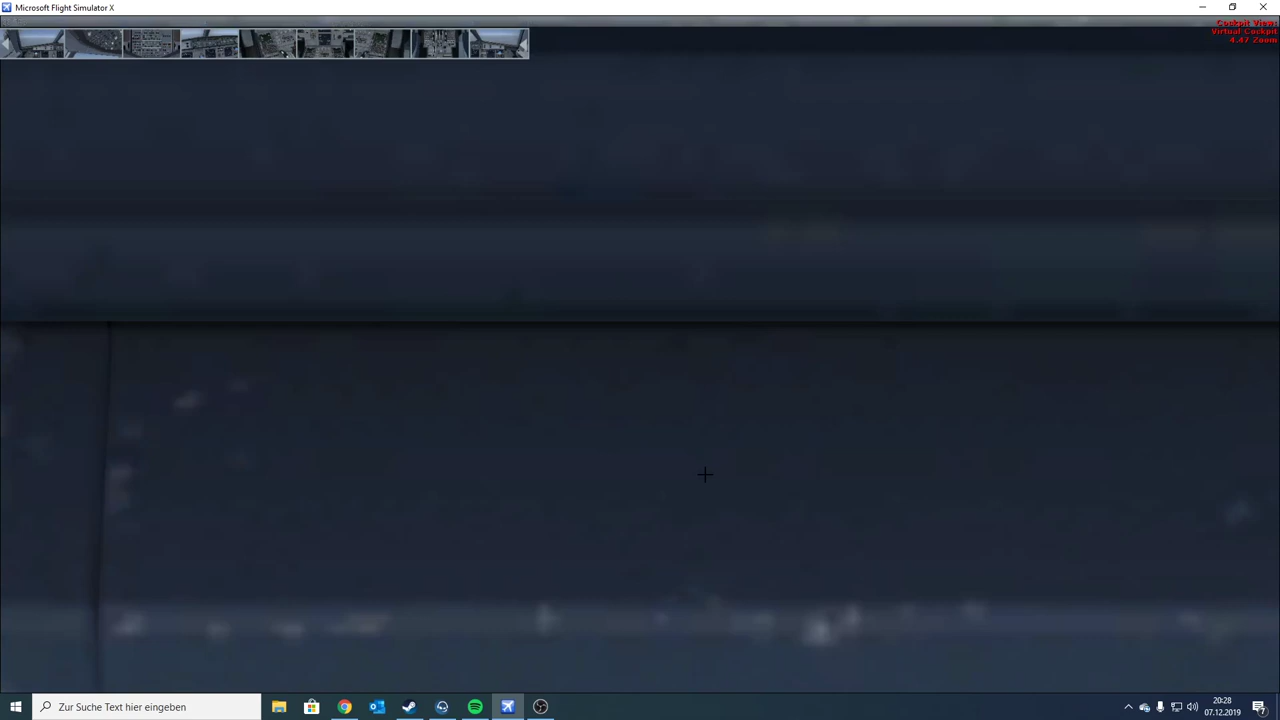 Microsoft Flight Simulator X
Cockpit View:
Virtual Cockpit
4.47 Zoom
Zur Suche Text hier eingeben
20:28
07.12.2019
7